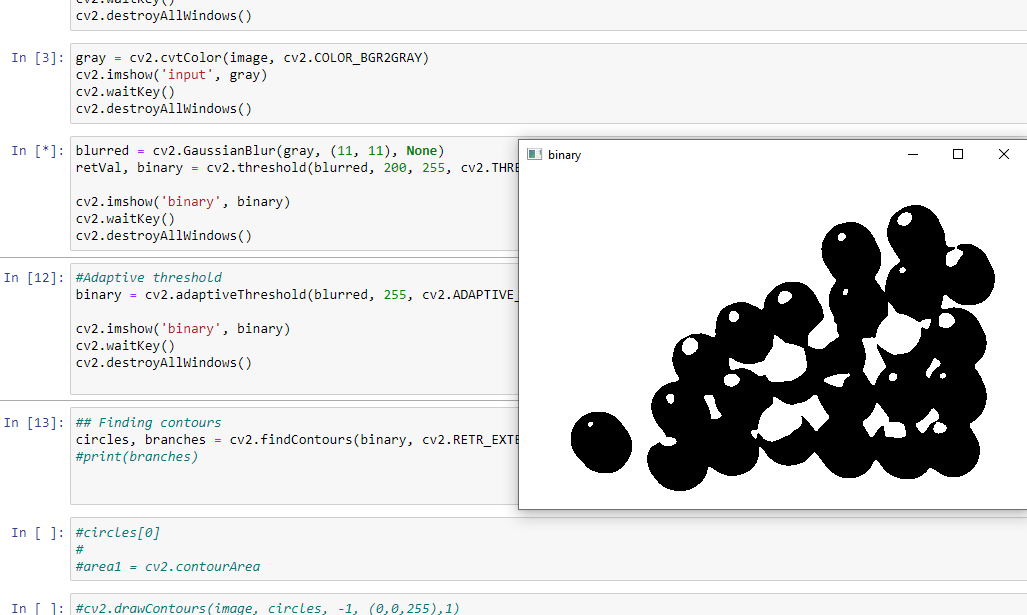 cv2.waitKey()
cv2.destroyAllWindows()
In [3]: gray = cv2.cvtColor(image, cv2.COLOR_BGR2GRAY)
cv2.imshow('input', gray)
cv2.waitKey()
cv2.destroyAllWindows()
In [*]: blurred = cv2.GaussianBlur(gray, (11, 11), None)
retVal, binary = cv2.threshold(blurred, 200, 255, cv2.THRE
cv2.imshow('binary', binary)
cv2.waitKey()
cv2.destroyAllWindows()
binary
In [12]: #Adaptive threshold
binary = cv2.adaptiveThreshold(blurred, 255, cv2.ADAPTIVE_
cv2.imshow('binary', binary)
cv2.waitKey()
cv2.destroyAllWindows()
In [13]: ## Finding contours
circles, branches = cv2.findContours(binary, cv2.RETR_EXTE
#print(branches)
In [ ]: #circles[0]
#
#area1 = cv2.contourArea
In [ ]: #cv2.drawContours(image, circles, -1, (0,0,255),1)